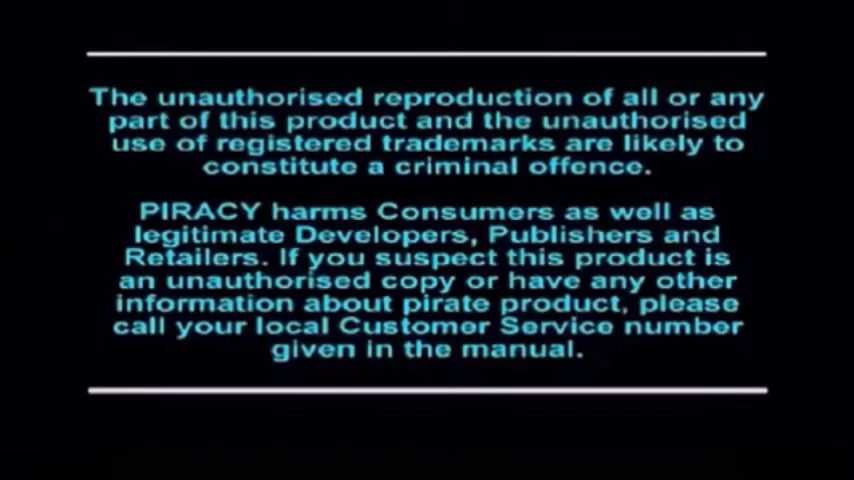 The unauthorised reproduction of all or any
part of this product and the unauthorised
use of registered trademarks are likely to
constitute a criminal offence.
PIRACY harms Consumers as well as
legitimate Developers, Publishers and
Retailers. If you suspect this product is
an unauthorised copy or have any other
information about pirate product, please
call your local Customer Service number
given in the manual.